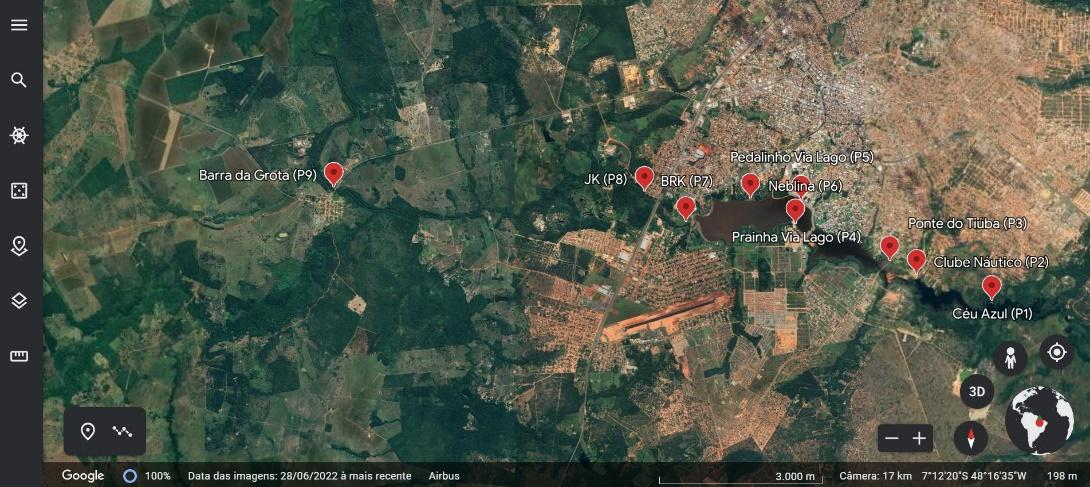 Pedalinho Via Lago (P5)
Barra da Grota (P9)
JK (P8)
BRK (P7)
Neblina (P6)
Ponte do Tiúba (P3)
Prainha Via Lago (P4)
Clube Náutico (P2)
Céu Azul (P1)
3D
Google
100%
Data das imagens: 28/06/2022 à mais recente
Airbus
3.000 m
Câmera: 17 km
7°12'20"S 48°16'35"W
198 m